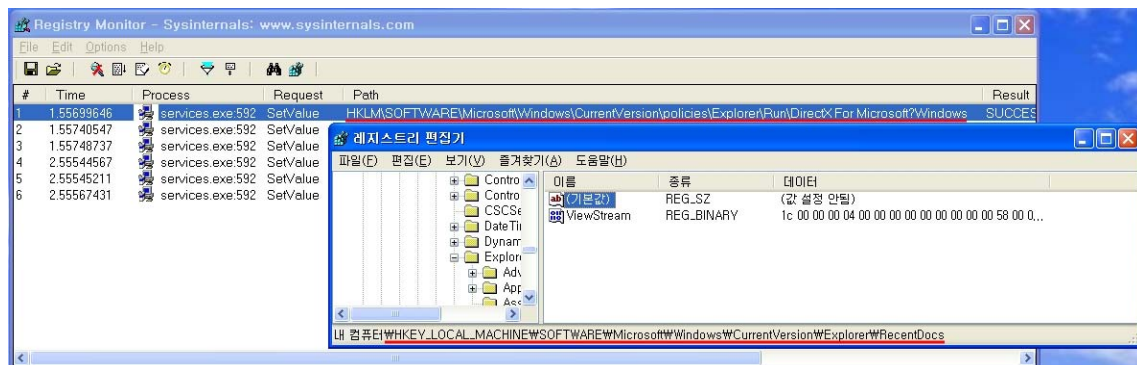 Registry Monitor - Sysinternals: www.sysinternals.com
File Edit Options Help
# Time Process Request Path Result
1 1.55699646 services.exe:592 SetValue HKLM\SOFTWARE\Microsoft\Windows\CurrentVersion\policies\Explorer\Run\DirectX For Microsoft?Windows SUCCES
2 1.55740547 services.exe:592 SetValue
3 1.55748737 services.exe:592 SetValue
4 2.55544567 services.exe:592 SetValue
5 2.55545211 services.exe:592 SetValue
6 2.55567431 services.exe:592 SetValue
레지스트리 편집기
파일(F) 편집(E) 보기(V) 즐겨찾기(A) 도움말(H)
Contro
Contro
CSCSe
DateTi
Dynam
Explor
Adv
App
Ass
이름 종류 데이터
(기본값) REG_SZ (값 설정 안됨)
ViewStream REG_BINARY 1c 00 00 00 04 00 00 00 00 00 00 00 00 00 58 00 0...
내 컴퓨터₩HKEY_LOCAL_MACHINE₩SOFTWARE₩Microsoft₩Windows₩CurrentVersion₩Explorer₩RecentDocs